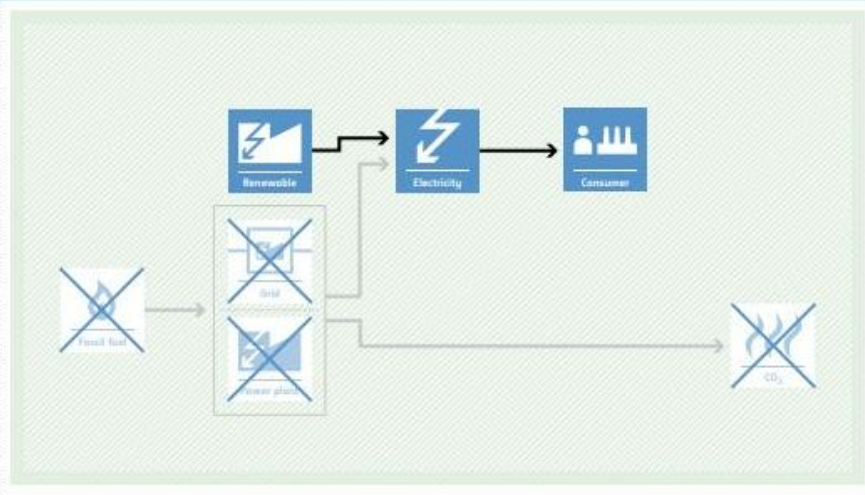 Renewable
Electricity
Consumer
Grid
Fossil fuel
Power plant
CO₂